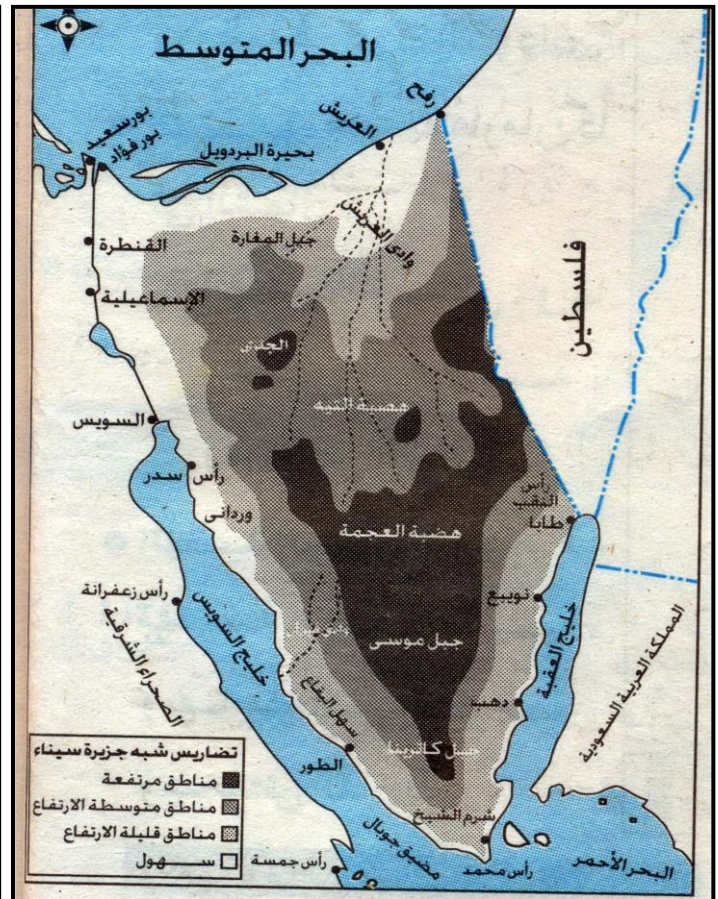 البحر المتوسط
رفح
العريش
بورسعيد
بور فؤاد
بحيرة البردويل
وادى العريش
جبل المغارة
القنطرة
الإسماعيلية
فلسطين
هضبة التيه
السويس
رأس سدر
رأس
النقب
طابا
وردانى
هضبة العجمة
نويبع
رأس زعفرانة
خليج السويس
خليج العقبة
المملكة العربية السعودية
الصحراء الشرقية
جبل موسى
دهب
سهل البقاع
جبل كاترينا
الطور
شرم الشيخ
مضيق جوبال
رأس محمد
البحر الأحمر
رأس جمسة
تضاريس شبه جزيرة سيناء
مناطق مرتفعة
مناطق متوسطة الارتفاع
مناطق قليلة الارتفاع
سهول